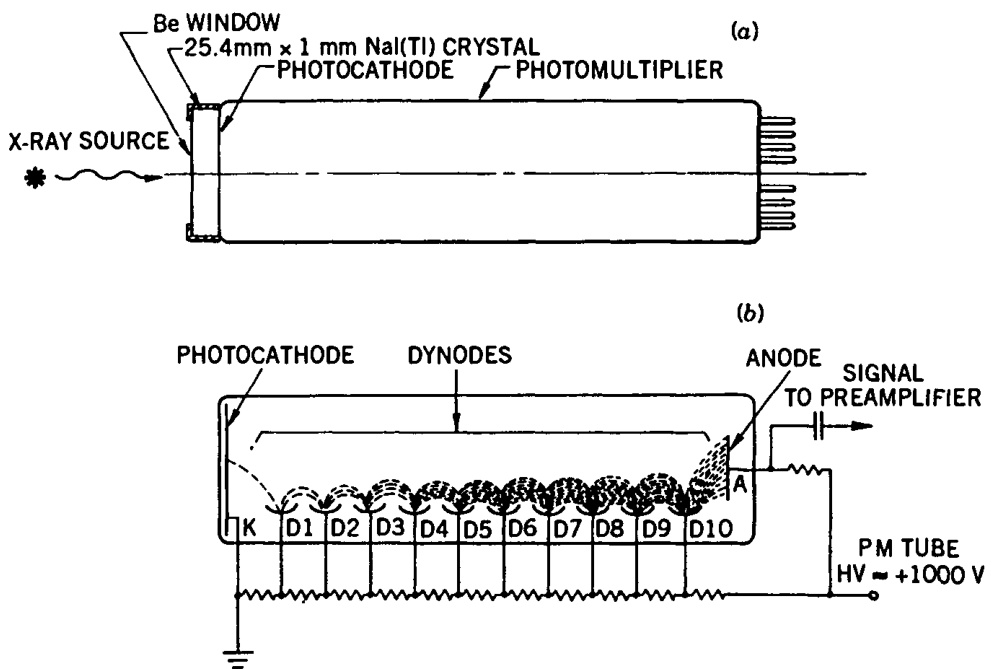 (a)
Be WINDOW
25.4mm × 1 mm NaI(Tl) CRYSTAL
PHOTOCATHODE
PHOTOMULTIPLIER
X-RAY SOURCE
(b)
PHOTOCATHODE
DYNODES
ANODE
SIGNAL
TO PREAMPLIFIER
A
K D1 D2 D3 D4 D5 D6 D7 D8 D9 D10
PM TUBE
HV ≈ +1000 V